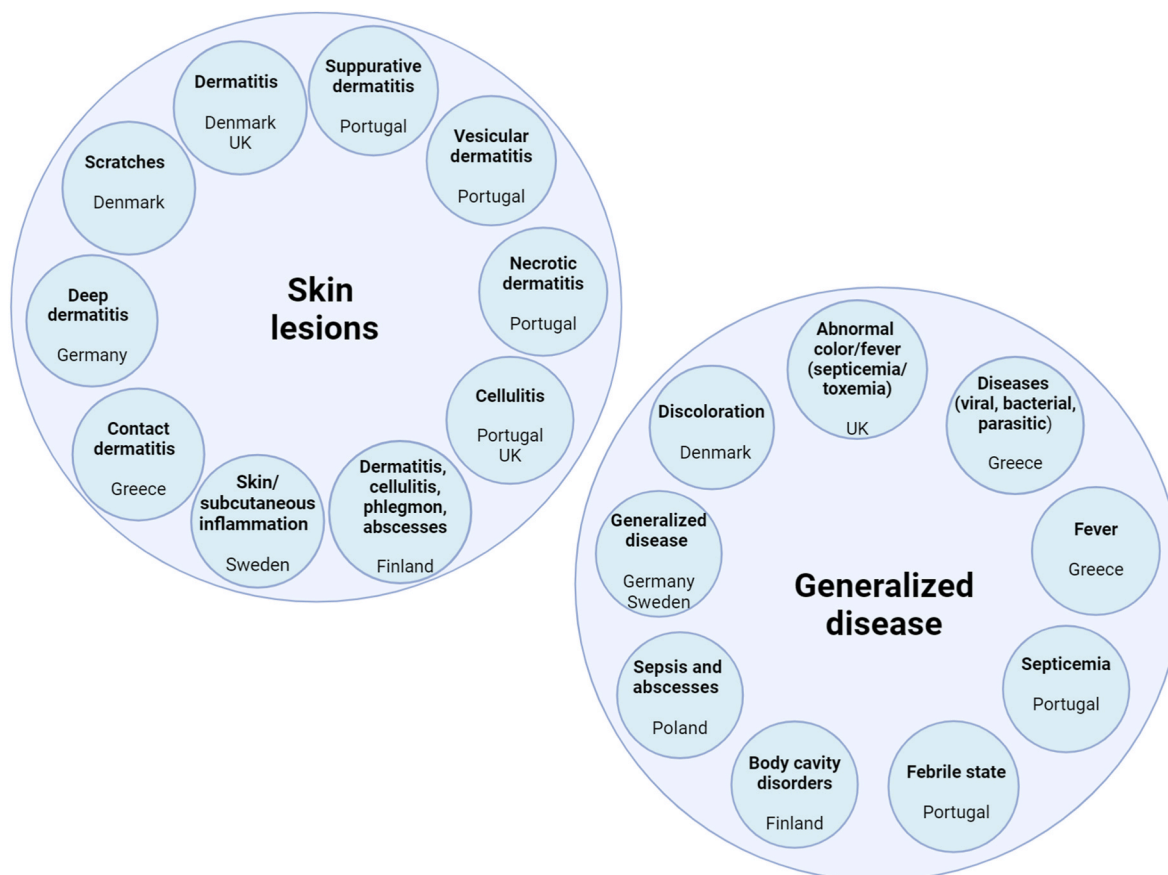 Skin
lesions
Dermatitis
Denmark
UK
Suppurative
dermatitis
Portugal
Vesicular
dermatitis
Portugal
Necrotic
dermatitis
Portugal
Cellulitis
Portugal
UK
Dermatitis,
cellulitis,
phlegmon,
abscesses
Finland
Skin/
subcutaneous
inflammation
Sweden
Contact
dermatitis
Greece
Deep
dermatitis
Germany
Scratches
Denmark
Generalized
disease
Abnormal
color/fever
(septicemia/
toxemia)
UK
Diseases
(viral, bacterial,
parasitic)
Greece
Fever
Greece
Septicemia
Portugal
Febrile state
Portugal
Body cavity
disorders
Finland
Sepsis and
abscesses
Poland
Generalized
disease
Germany
Sweden
Discoloration
Denmark